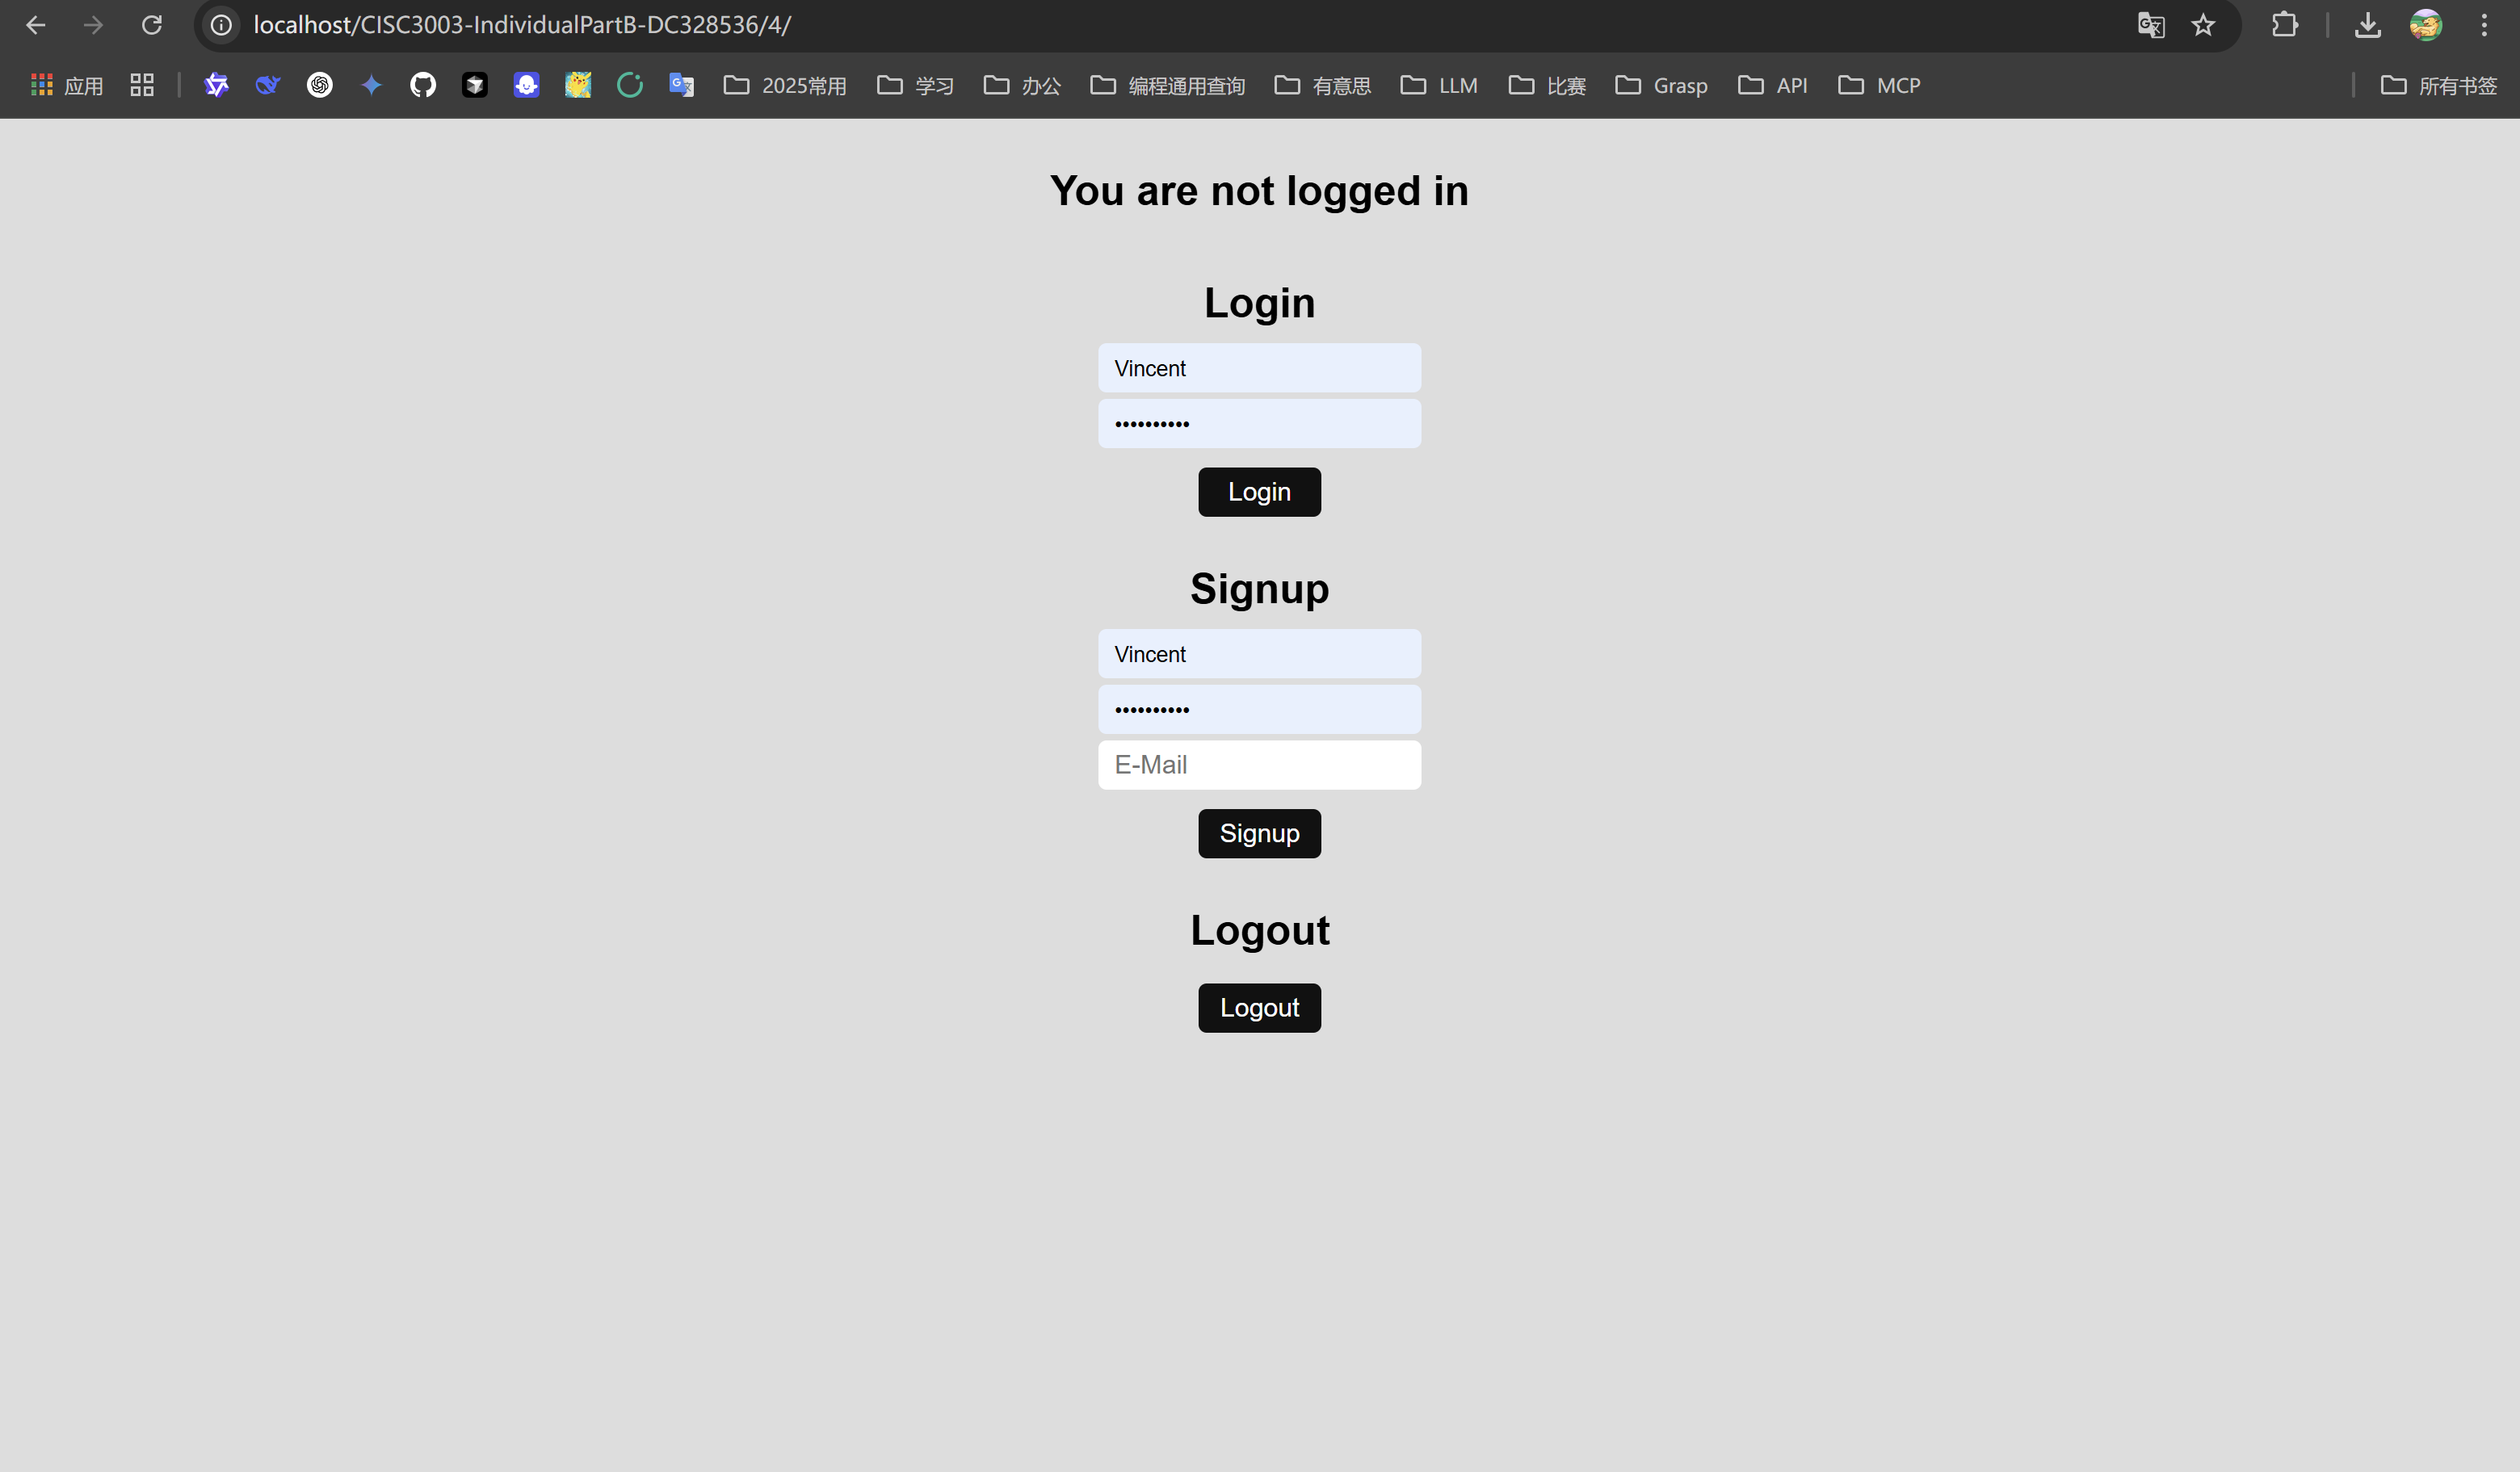 localhost/CISC3003-IndividualPartB-DC328536/4/
应用 2025常用 学习 办公 编程通用查询 有意思 LLM 比赛 Grasp API MCP 所有书签
You are not logged in
Login
Vincent
••••••••••
Login
Signup
Vincent
••••••••••
E-Mail
Signup
Logout
Logout